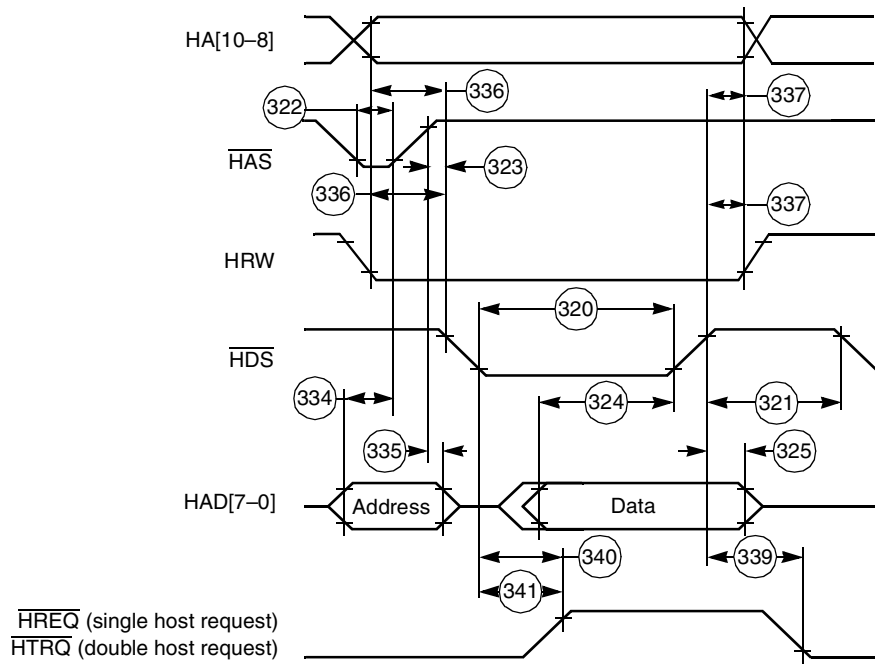 HA[10–8]
336
337
322
HAS
323
336
337
HRW
320
HDS
334
324
321
335
325
HAD[7–0]
Address
Data
340
339
341
HREQ (single host request)
HTRQ (double host request)